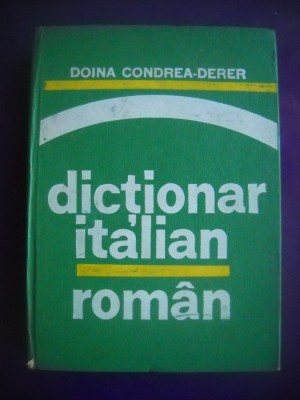 DOINA CONDREA-DERER
dicționar
italian
român